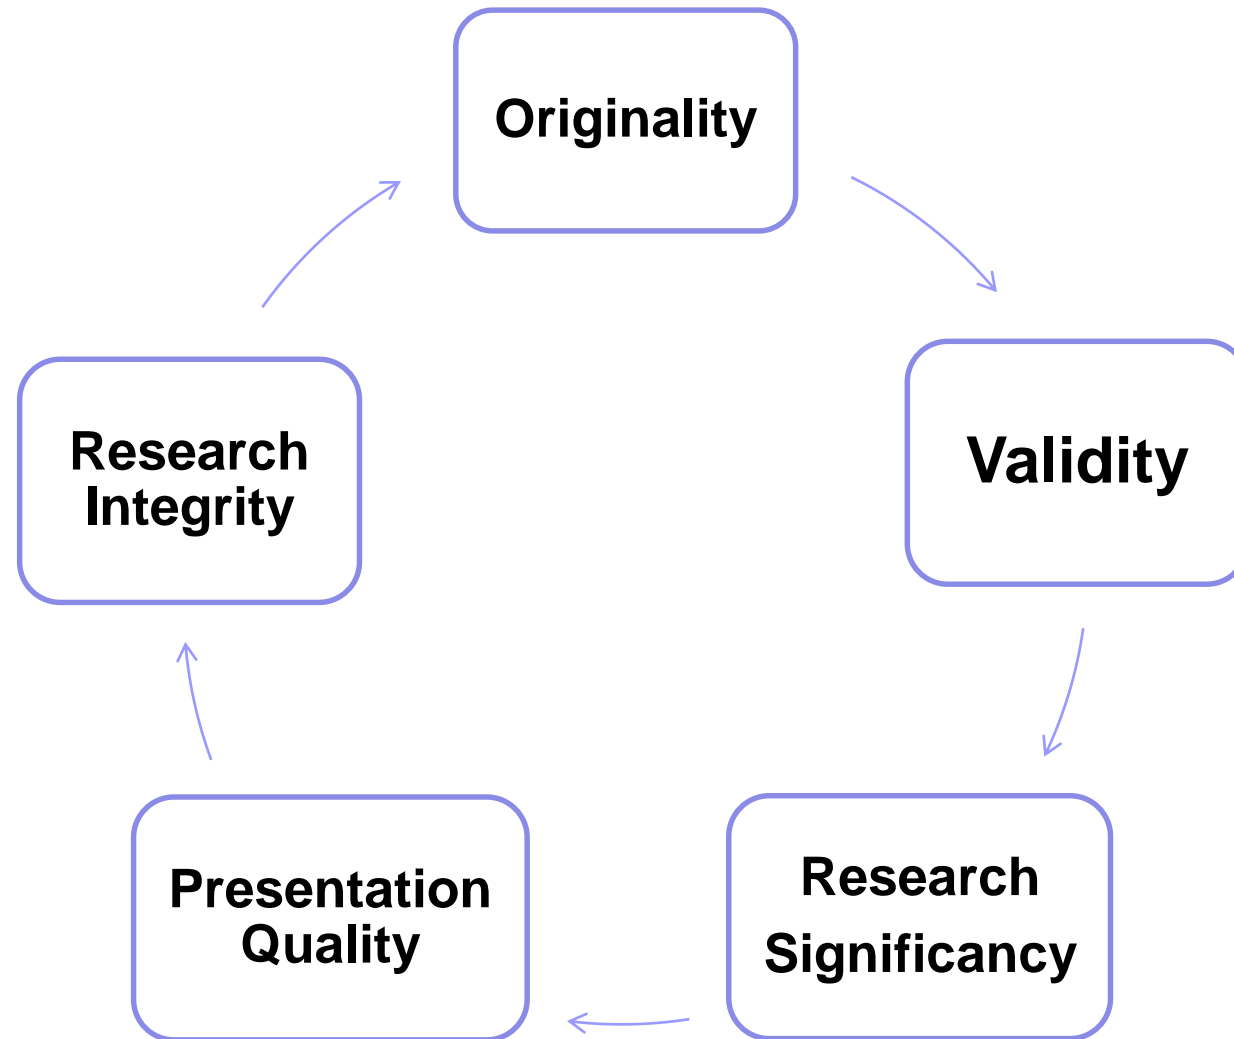 Originality
Validity
Research
Significancy
Presentation
Quality
Research
Integrity